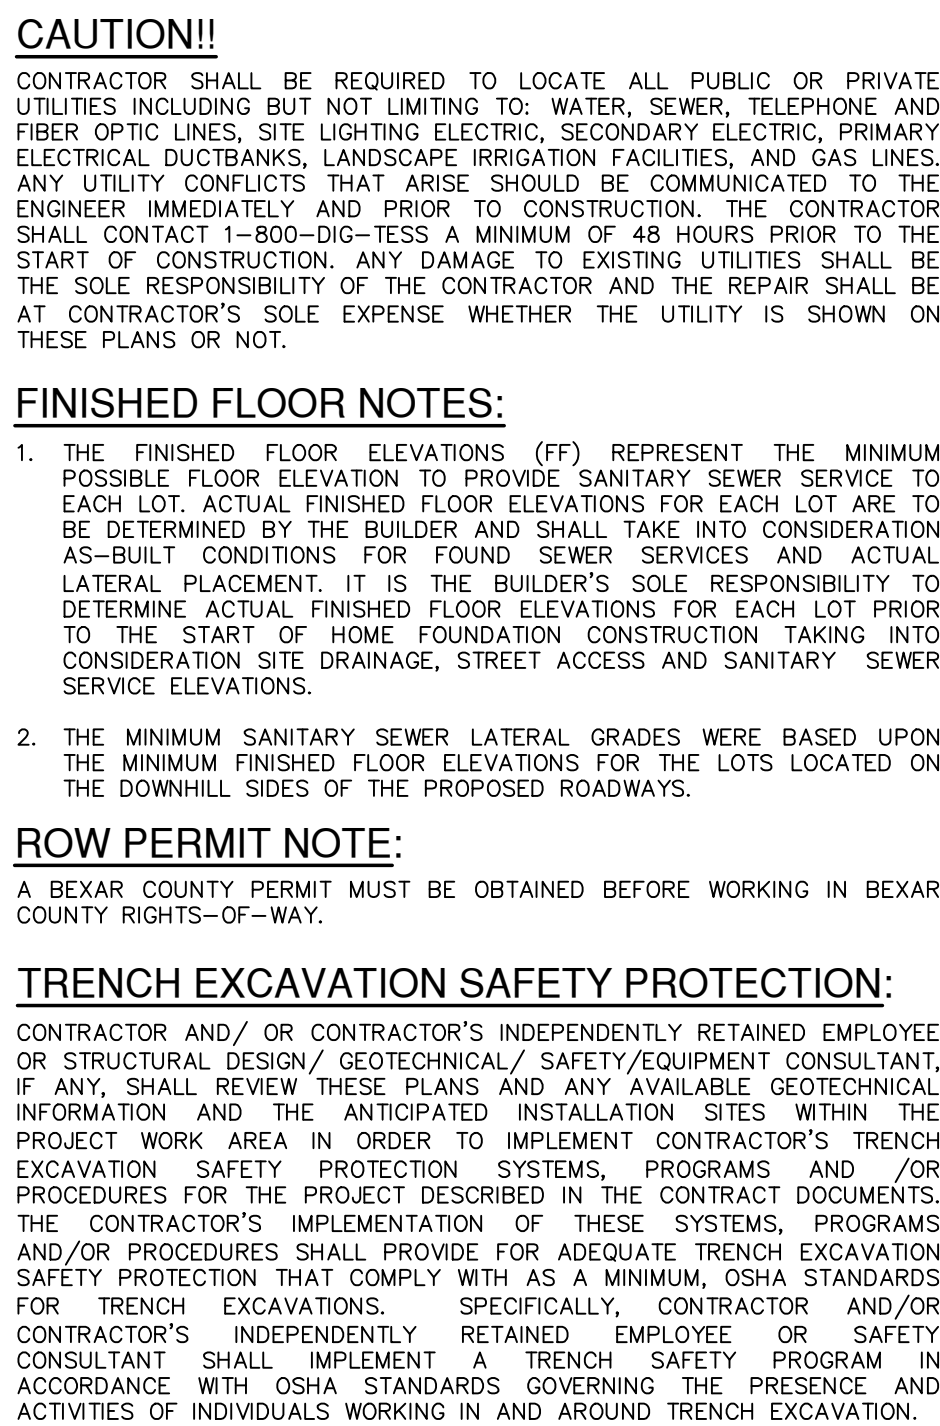 CAUTION!!
CONTRACTOR SHALL BE REQUIRED TO LOCATE ALL PUBLIC OR PRIVATE
UTILITIES INCLUDING BUT NOT LIMITING TO: WATER, SEWER, TELEPHONE AND
FIBER OPTIC LINES, SITE LIGHTING ELECTRIC, SECONDARY ELECTRIC, PRIMARY
ELECTRICAL DUCTBANKS, LANDSCAPE IRRIGATION FACILITIES, AND GAS LINES.
ANY UTILITY CONFLICTS THAT ARISE SHOULD BE COMMUNICATED TO THE
ENGINEER IMMEDIATELY AND PRIOR TO CONSTRUCTION. THE CONTRACTOR
SHALL CONTACT 1-800-DIG-TESS A MINIMUM OF 48 HOURS PRIOR TO THE
START OF CONSTRUCTION. ANY DAMAGE TO EXISTING UTILITIES SHALL BE
THE SOLE RESPONSIBILITY OF THE CONTRACTOR AND THE REPAIR SHALL BE
AT CONTRACTOR'S SOLE EXPENSE WHETHER THE UTILITY IS SHOWN ON
THESE PLANS OR NOT.
FINISHED FLOOR NOTES:
1. THE FINISHED FLOOR ELEVATIONS (FF) REPRESENT THE MINIMUM
POSSIBLE FLOOR ELEVATION TO PROVIDE SANITARY SEWER SERVICE TO
EACH LOT. ACTUAL FINISHED FLOOR ELEVATIONS FOR EACH LOT ARE TO
BE DETERMINED BY THE BUILDER AND SHALL TAKE INTO CONSIDERATION
AS-BUILT CONDITIONS FOR FOUND SEWER SERVICES AND ACTUAL
LATERAL PLACEMENT. IT IS THE BUILDER'S SOLE RESPONSIBILITY TO
DETERMINE ACTUAL FINISHED FLOOR ELEVATIONS FOR EACH LOT PRIOR
TO THE START OF HOME FOUNDATION CONSTRUCTION TAKING INTO
CONSIDERATION SITE DRAINAGE, STREET ACCESS AND SANITARY SEWER
SERVICE ELEVATIONS.
2. THE MINIMUM SANITARY SEWER LATERAL GRADES WERE BASED UPON
THE MINIMUM FINISHED FLOOR ELEVATIONS FOR THE LOTS LOCATED ON
THE DOWNHILL SIDES OF THE PROPOSED ROADWAYS.
ROW PERMIT NOTE:
A BEXAR COUNTY PERMIT MUST BE OBTAINED BEFORE WORKING IN BEXAR
COUNTY RIGHTS-OF-WAY.
TRENCH EXCAVATION SAFETY PROTECTION:
CONTRACTOR AND/ OR CONTRACTOR'S INDEPENDENTLY RETAINED EMPLOYEE
OR STRUCTURAL DESIGN/ GEOTECHNICAL/ SAFETY/EQUIPMENT CONSULTANT,
IF ANY, SHALL REVIEW THESE PLANS AND ANY AVAILABLE GEOTECHNICAL
INFORMATION AND THE ANTICIPATED INSTALLATION SITES WITHIN THE
PROJECT WORK AREA IN ORDER TO IMPLEMENT CONTRACTOR'S TRENCH
EXCAVATION SAFETY PROTECTION SYSTEMS, PROGRAMS AND /OR
PROCEDURES FOR THE PROJECT DESCRIBED IN THE CONTRACT DOCUMENTS.
THE CONTRACTOR'S IMPLEMENTATION OF THESE SYSTEMS, PROGRAMS
AND/OR PROCEDURES SHALL PROVIDE FOR ADEQUATE TRENCH EXCAVATION
SAFETY PROTECTION THAT COMPLY WITH AS A MINIMUM, OSHA STANDARDS
FOR TRENCH EXCAVATIONS. SPECIFICALLY, CONTRACTOR AND/OR
CONTRACTOR'S INDEPENDENTLY RETAINED EMPLOYEE OR SAFETY
CONSULTANT SHALL IMPLEMENT A TRENCH SAFETY PROGRAM IN
ACCORDANCE WITH OSHA STANDARDS GOVERNING THE PRESENCE AND
ACTIVITIES OF INDIVIDUALS WORKING IN AND AROUND TRENCH EXCAVATION.